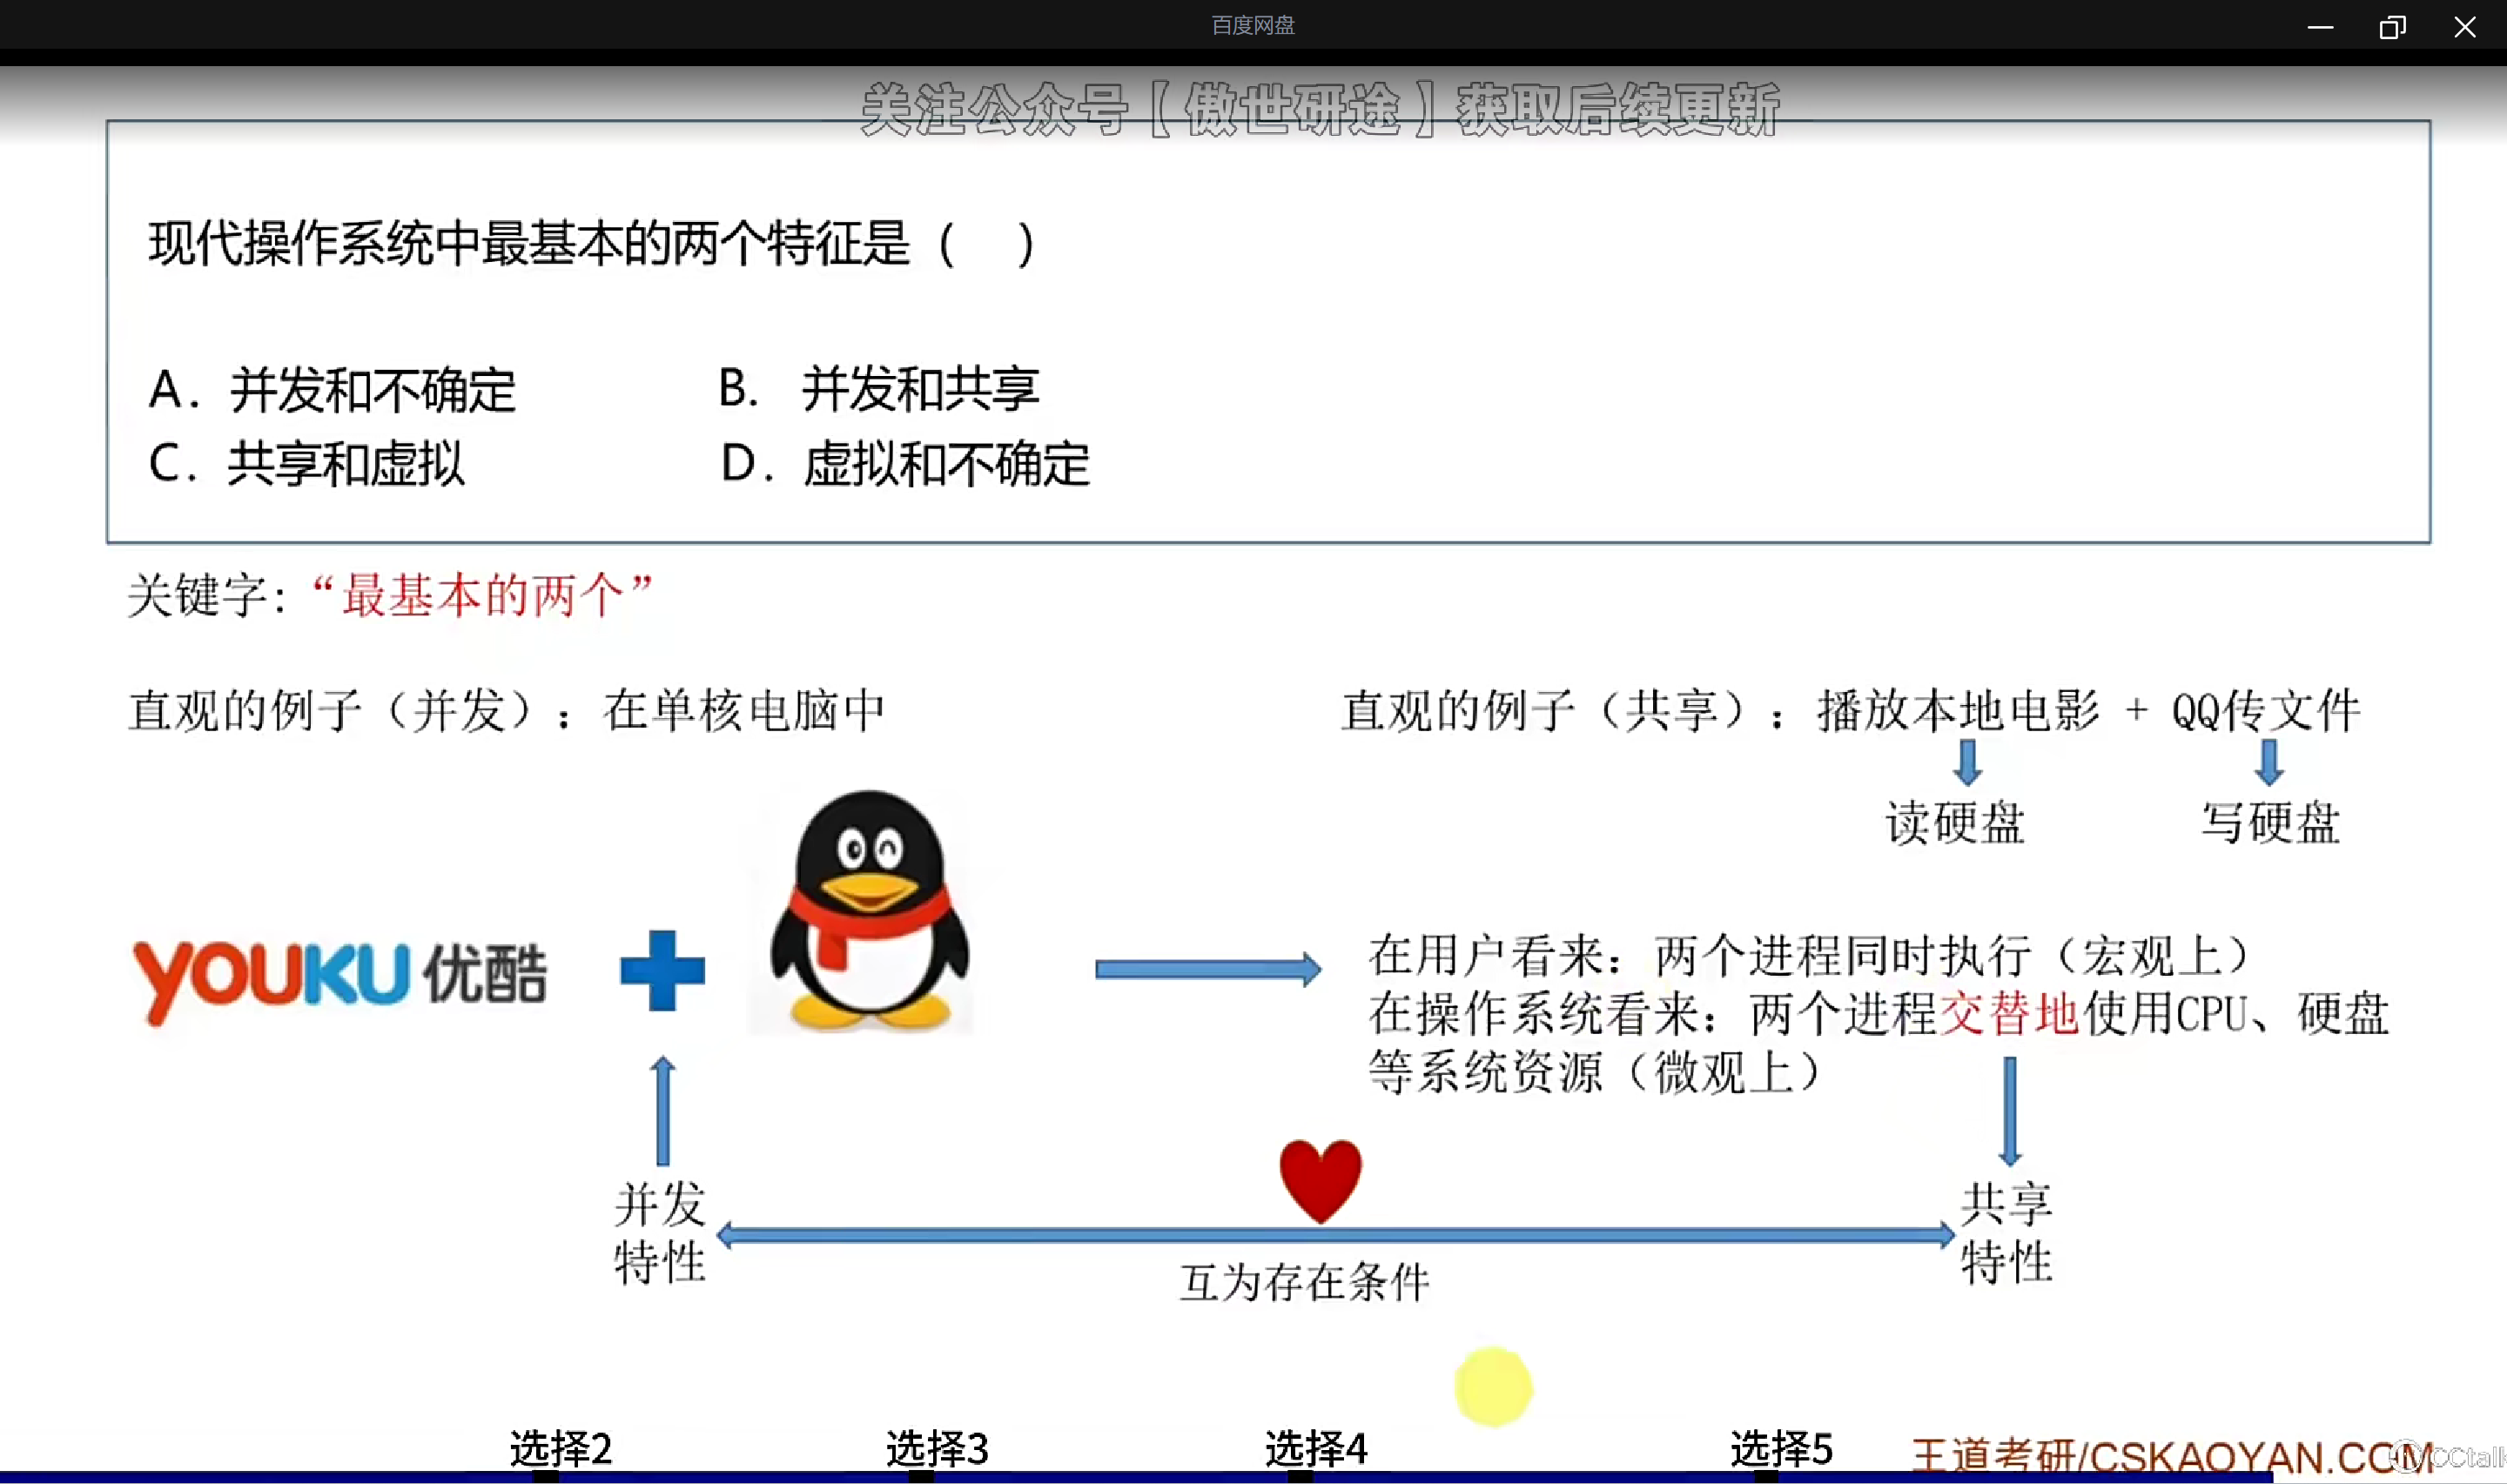 百度网盘
关注公众号【傲世研途】获取后续更新
现代操作系统中最基本的两个特征是（ ）
A. 并发和不确定 B. 并发和共享
C. 共享和虚拟 D. 虚拟和不确定
关键字：“最基本的两个”
直观的例子（并发）：在单核电脑中
直观的例子（共享）：播放本地电影 + QQ传文件
读硬盘 写硬盘
YOUKU 优酷
在用户看来：两个进程同时执行（宏观上）
在操作系统看来：两个进程交替地使用CPU、硬盘
等系统资源（微观上）
并发
特性
共享
特性
互为存在条件
选择2 选择3 选择4 选择5
王道考研/CSKAOYAN.COM
CCtalk